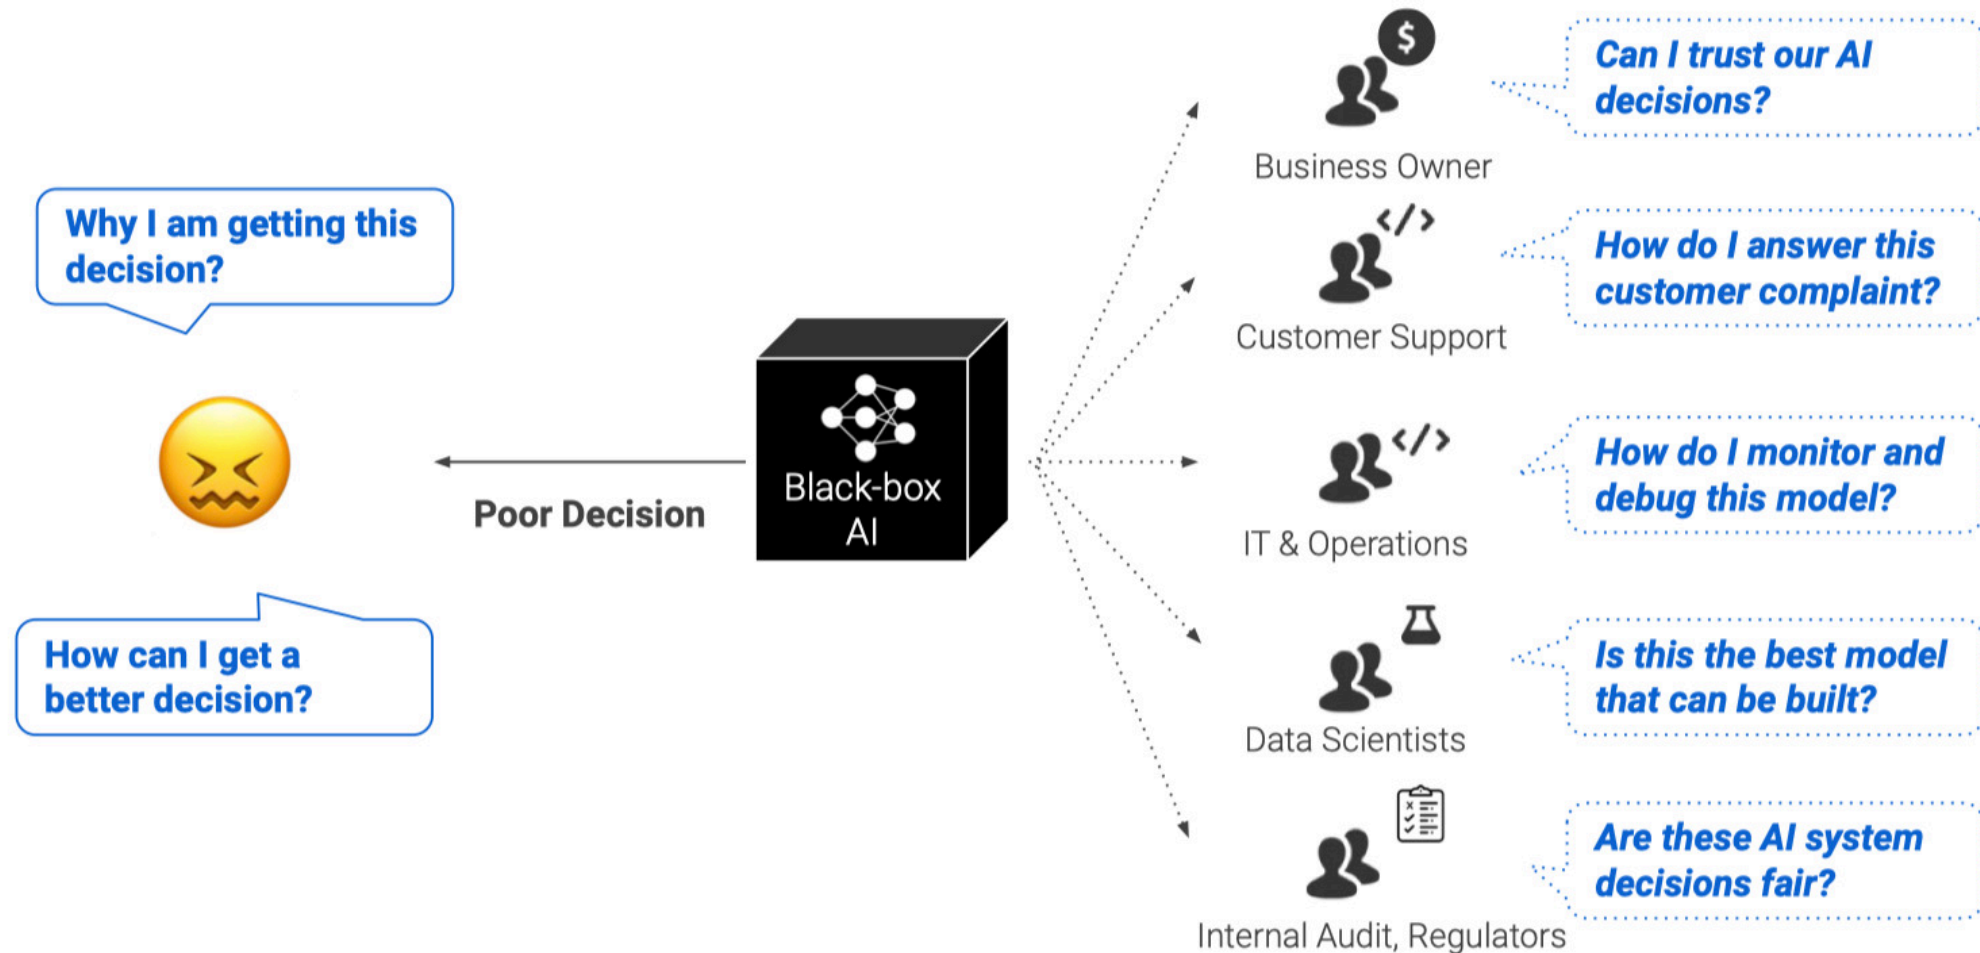 Why I am getting this
decision?
How can I get a
better decision?
Poor Decision
Black-box
AI
$
Business Owner
Can I trust our AI
decisions?
</>
Customer Support
How do I answer this
customer complaint?
</>
IT & Operations
How do I monitor and
debug this model?
Data Scientists
Is this the best model
that can be built?
Internal Audit, Regulators
Are these AI system
decisions fair?